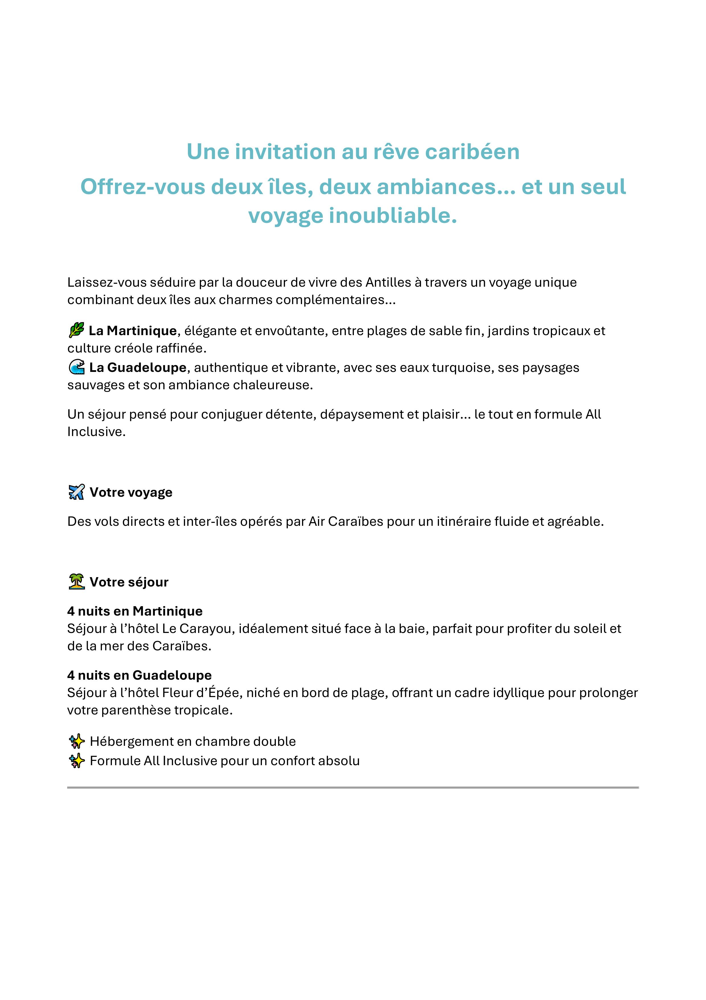 Une invitation au rêve caribéen
Offrez-vous deux îles, deux ambiances… et un seul
voyage inoubliable.
Laissez-vous séduire par la douceur de vivre des Antilles à travers un voyage unique
combinant deux îles aux charmes complémentaires…
🌿 La Martinique, élégante et envoûtante, entre plages de sable fin, jardins tropicaux et
culture créole raffinée.
🌊 La Guadeloupe, authentique et vibrante, avec ses eaux turquoise, ses paysages
sauvages et son ambiance chaleureuse.
Un séjour pensé pour conjuguer détente, dépaysement et plaisir… le tout en formule All
Inclusive.
✈️ Votre voyage
Des vols directs et inter-îles opérés par Air Caraïbes pour un itinéraire fluide et agréable.
🏝️ Votre séjour
4 nuits en Martinique
Séjour à l’hôtel Le Carayou, idéalement situé face à la baie, parfait pour profiter du soleil et
de la mer des Caraïbes.
4 nuits en Guadeloupe
Séjour à l’hôtel Fleur d’Épée, niché en bord de plage, offrant un cadre idyllique pour prolonger
votre parenthèse tropicale.
✨ Hébergement en chambre double
✨ Formule All Inclusive pour un confort absolu